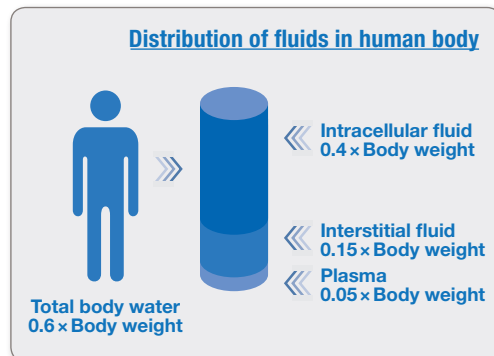 Distribution of fluids in human body
Intracellular fluid
0.4 × Body weight
Interstitial fluid
0.15 × Body weight
Plasma
0.05 × Body weight
Total body water
0.6 × Body weight